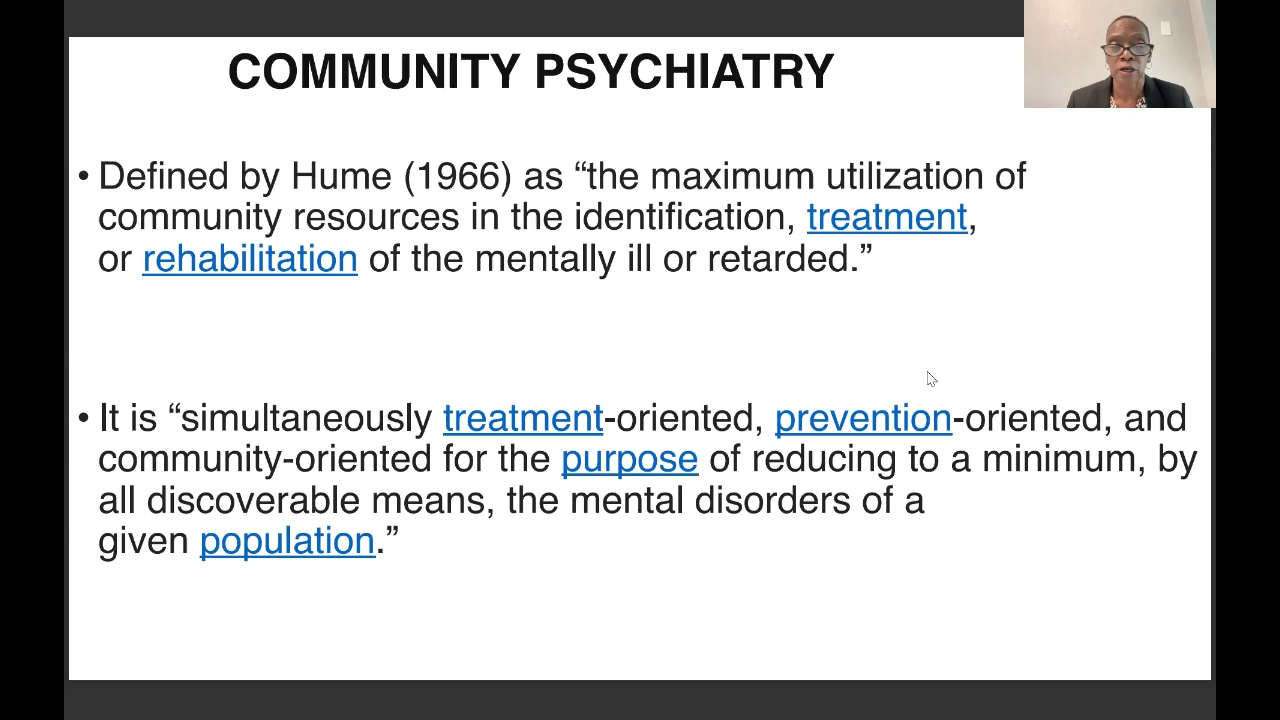 COMMUNITY PSYCHIATRY
• Defined by Hume (1966) as “the maximum utilization of
community resources in the identification, treatment,
or rehabilitation of the mentally ill or retarded.”
• It is “simultaneously treatment-oriented, prevention-oriented, and
community-oriented for the purpose of reducing to a minimum, by
all discoverable means, the mental disorders of a
given population.”